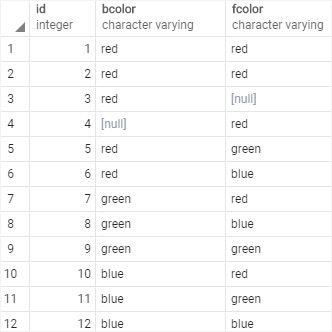 id bcolor fcolor
integer character varying character varying
1 1 red red
2 2 red red
3 3 red [null]
4 4 [null] red
5 5 red green
6 6 red blue
7 7 green red
8 8 green blue
9 9 green green
10 10 blue red
11 11 blue green
12 12 blue blue